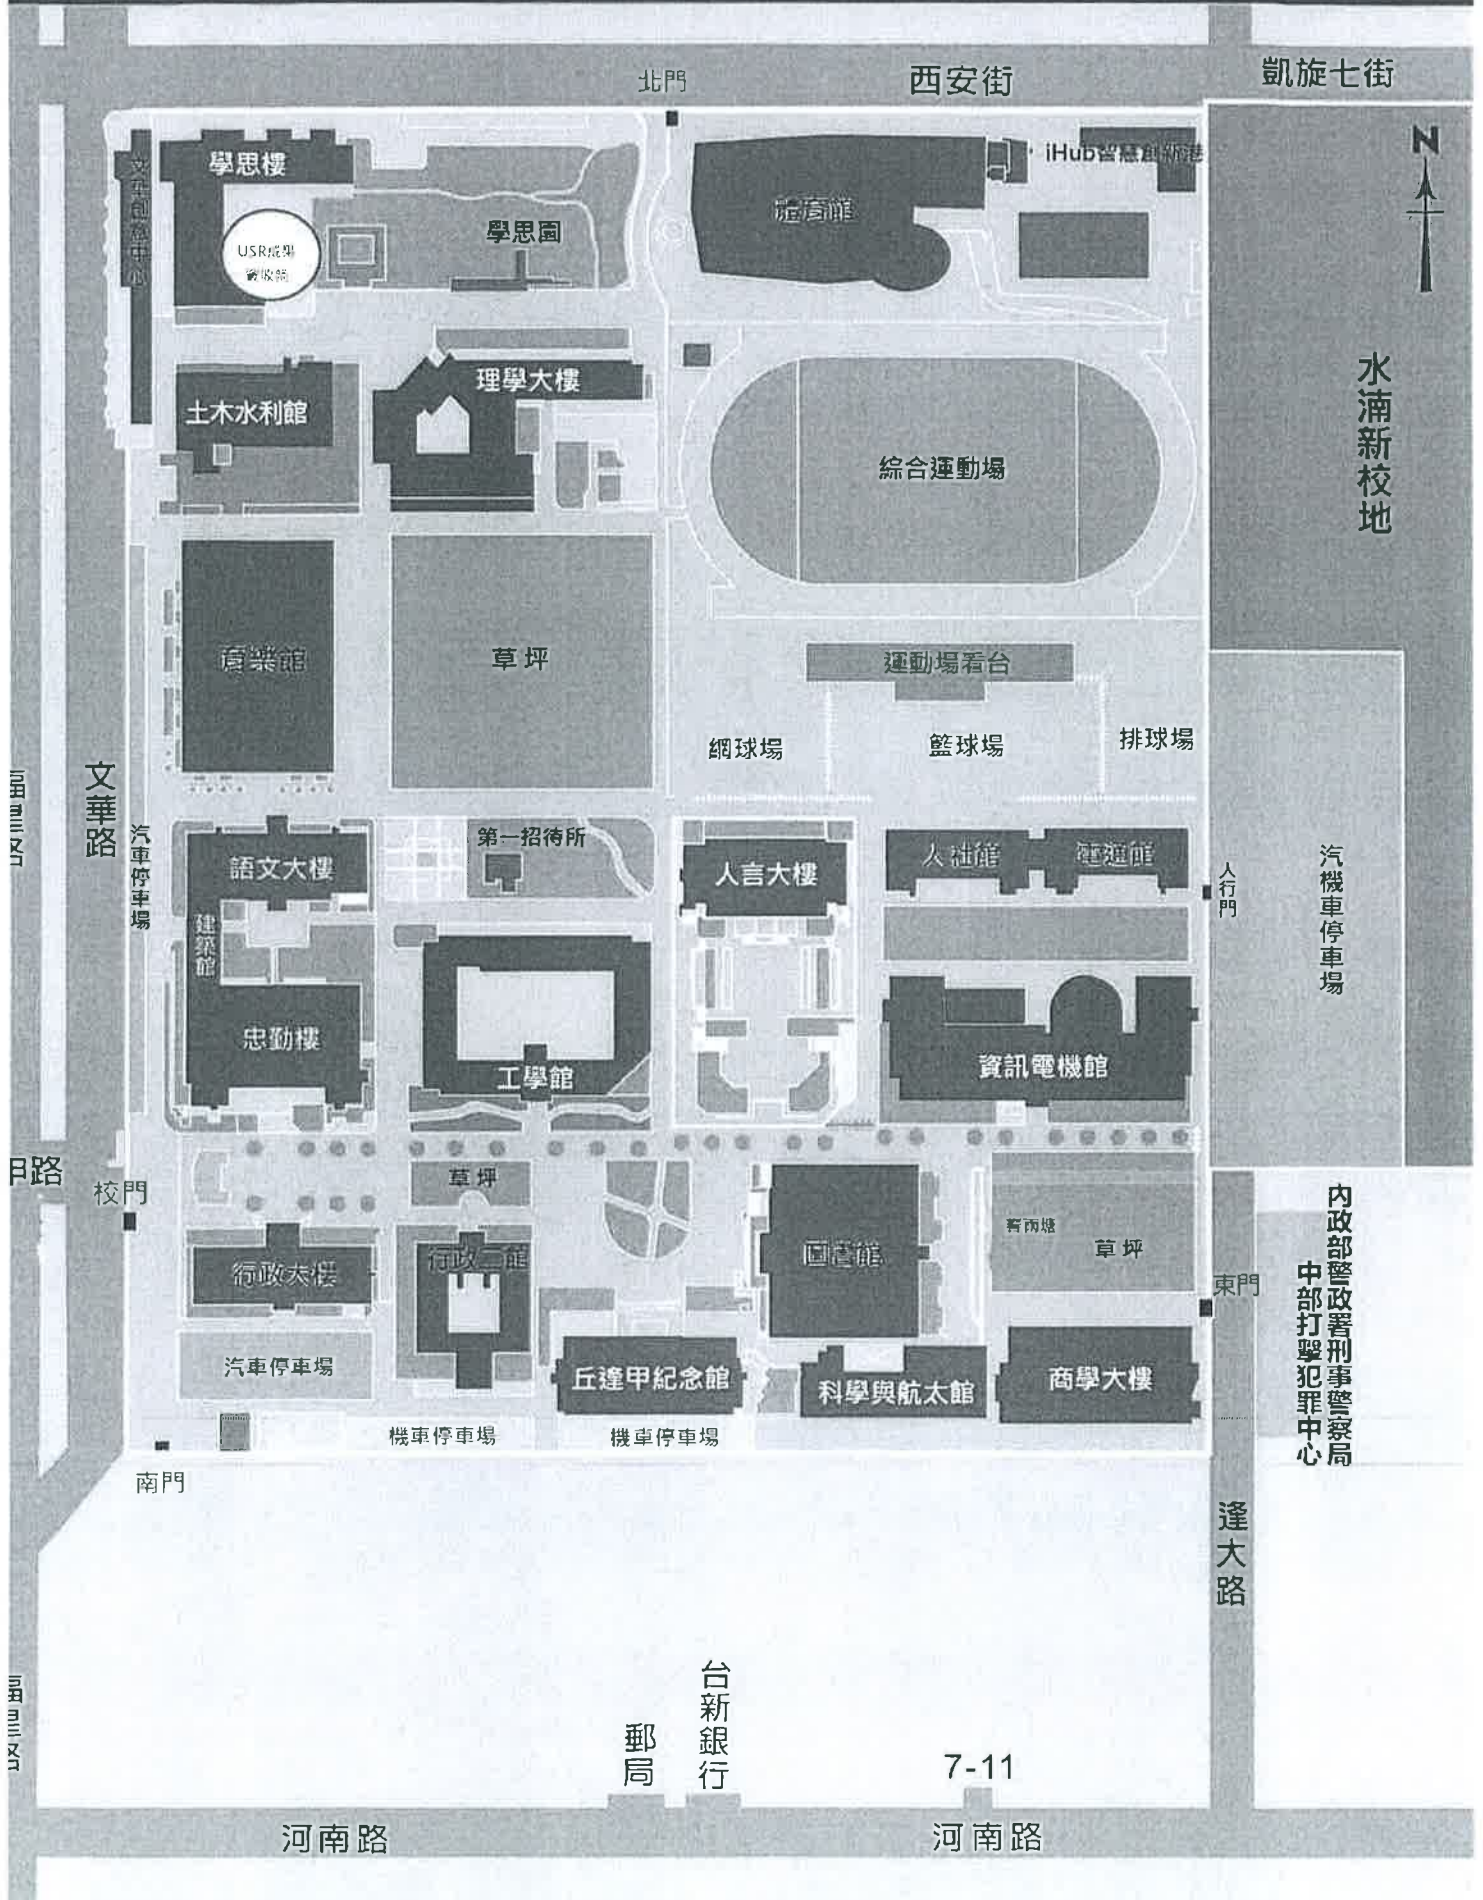 北門
西安街
凱旋七街
N
學思樓
iHub智慧創新港
體育館
學思園
USR成果
水湳新校地
理學大樓
土木水利館
綜合運動場
育樂館
草坪
運動場看台
網球場
籃球場
排球場
文華路
福星路
汽車停車場
第一招待所
語文大樓
人言大樓
人社館
電通館
人行門
汽機車停車場
建築館
忠勤樓
工學館
資訊電機館
甲路
校門
草坪
行政大樓
行政二館
圖書館
草坪
東門
內政部警政署刑事警察局
中部打擊犯罪中心
汽車停車場
丘逢甲紀念館
科學與航太館
商學大樓
機車停車場
機車停車場
南門
逢大路
福星路
郵局
台新銀行
7-11
河南路
河南路